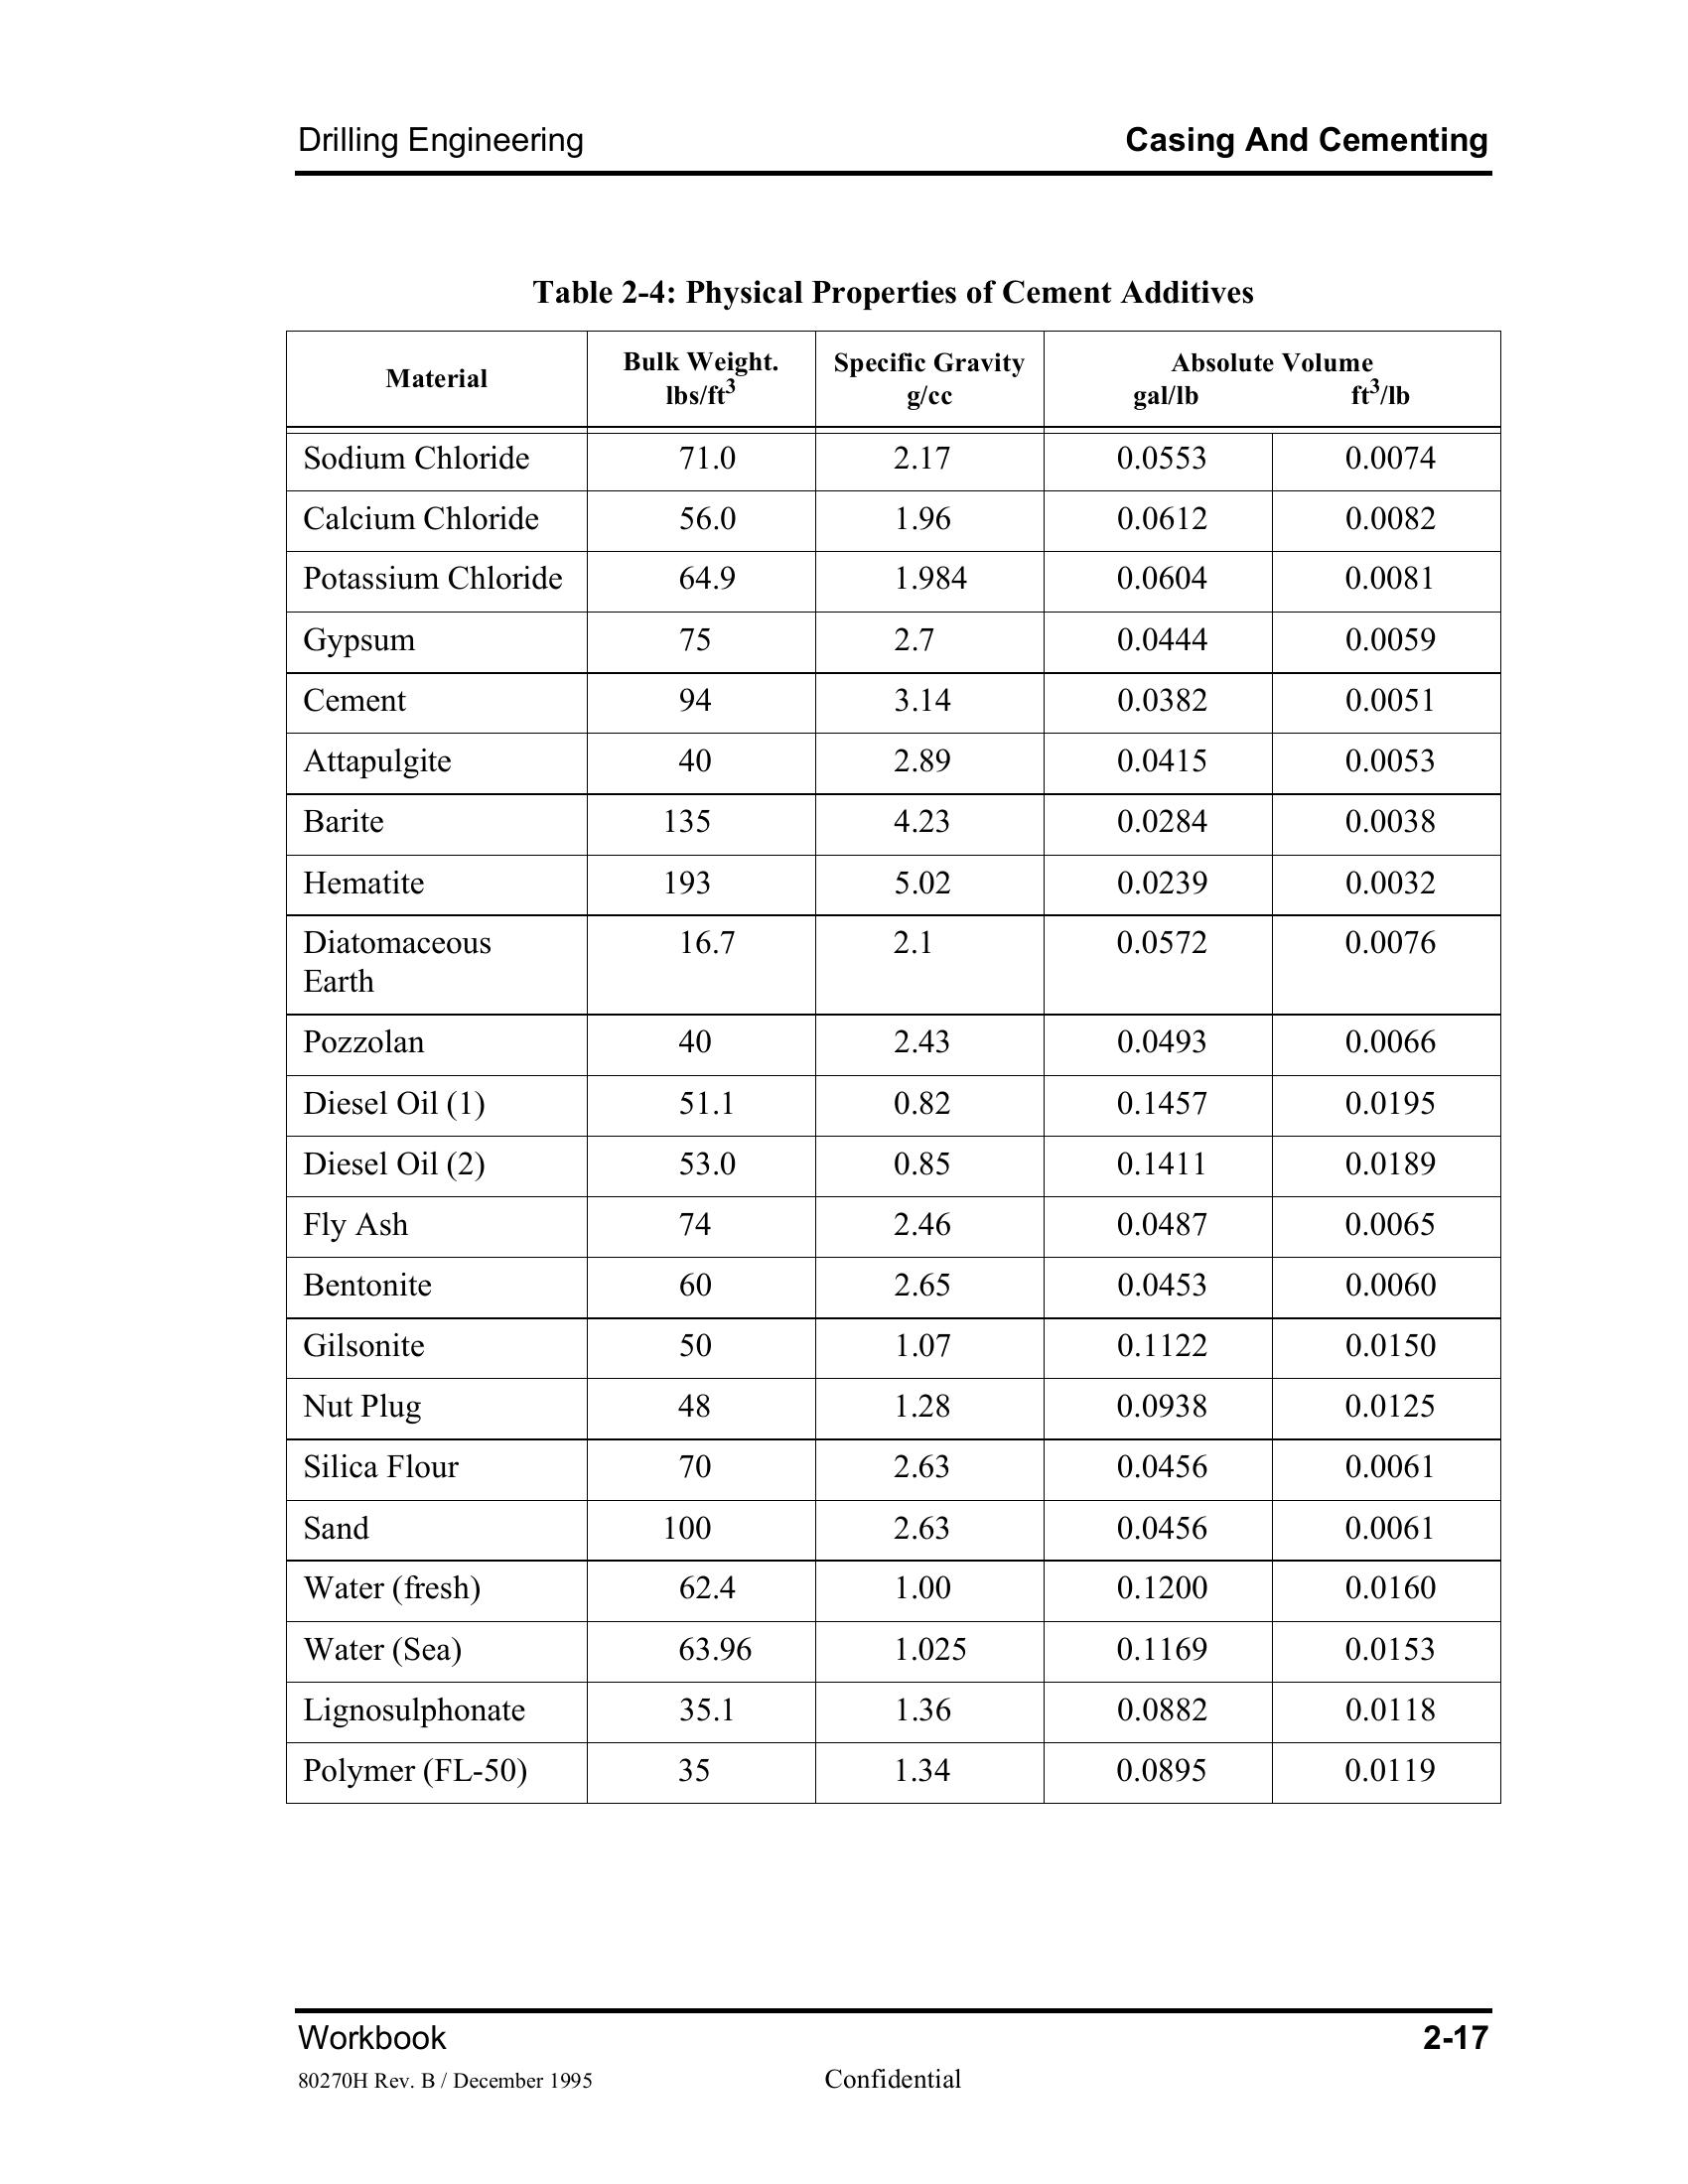 Drilling Engineering Casing And Cementing
Table 2-4: Physical Properties of Cement Additives
Material Bulk Weight. lbs/ft3 Specific Gravity g/cc Absolute Volume gal/lb ft3/lb
Sodium Chloride 71.0 2.17 0.0553 0.0074
Calcium Chloride 56.0 1.96 0.0612 0.0082
Potassium Chloride 64.9 1.984 0.0604 0.0081
Gypsum 75 2.7 0.0444 0.0059
Cement 94 3.14 0.0382 0.0051
Attapulgite 40 2.89 0.0415 0.0053
Barite 135 4.23 0.0284 0.0038
Hematite 193 5.02 0.0239 0.0032
Diatomaceous 16.7 2.1 0.0572 0.0076
Earth
Pozzolan 40 2.43 0.0493 0.0066
Diesel Oil (1) 51.1 0.82 0.1457 0.0195
Diesel Oil (2) 53.0 0.85 0.1411 0.0189
Fly Ash 74 2.46 0.0487 0.0065
Bentonite 60 2.65 0.0453 0.0060
Gilsonite 50 1.07 0.1122 0.0150
Nut Plug 48 1.28 0.0938 0.0125
Silica Flour 70 2.63 0.0456 0.0061
Sand 100 2.63 0.0456 0.0061
Water (fresh) 62.4 1.00 0.1200 0.0160
Water (Sea) 63.96 1.025 0.1169 0.0153
Lignosulphonate 35.1 1.36 0.0882 0.0118
Polymer (FL-50) 35 1.34 0.0895 0.0119
Workbook 2-17
80270H Rev. B / December 1995 Confidential